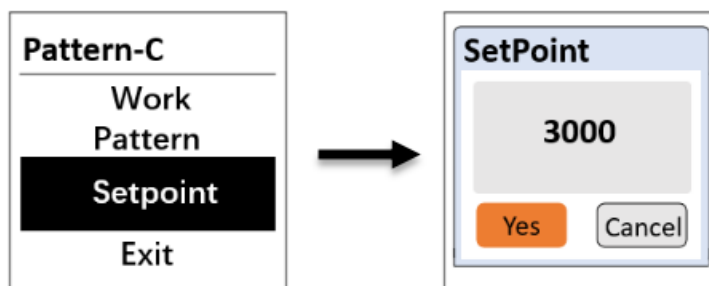 Pattern-C
Work
Pattern
Setpoint
Exit
SetPoint
3000
Yes Cancel